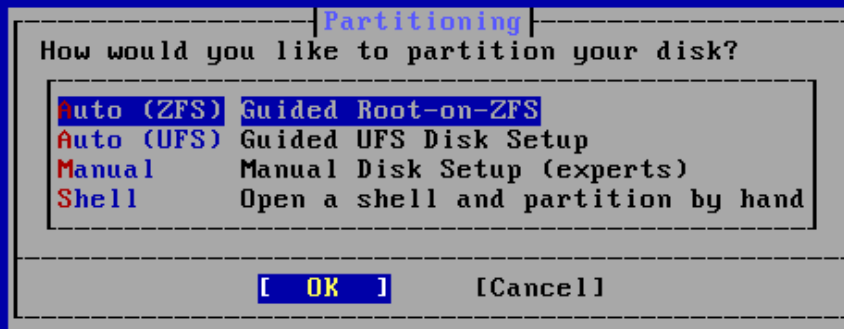 Partitioning
How would you like to partition your disk?
Auto (ZFS) Guided Root-on-ZFS
Auto (UFS) Guided UFS Disk Setup
Manual Manual Disk Setup (experts)
Shell Open a shell and partition by hand
[ OK ] [Cancel]